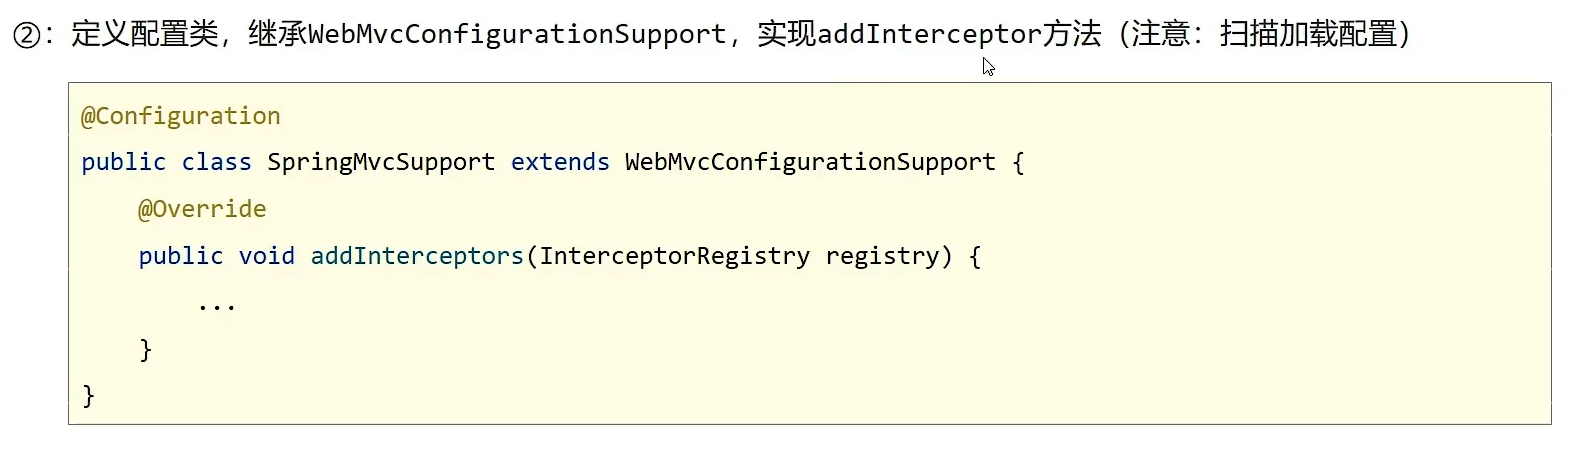 ②：定义配置类，继承WebMvcConfigurationSupport，实现addInterceptor方法（注意：扫描加载配置）
@Configuration
public class SpringMvcSupport extends WebMvcConfigurationSupport {
    @Override
    public void addInterceptors(InterceptorRegistry registry) {
        ...
    }
}